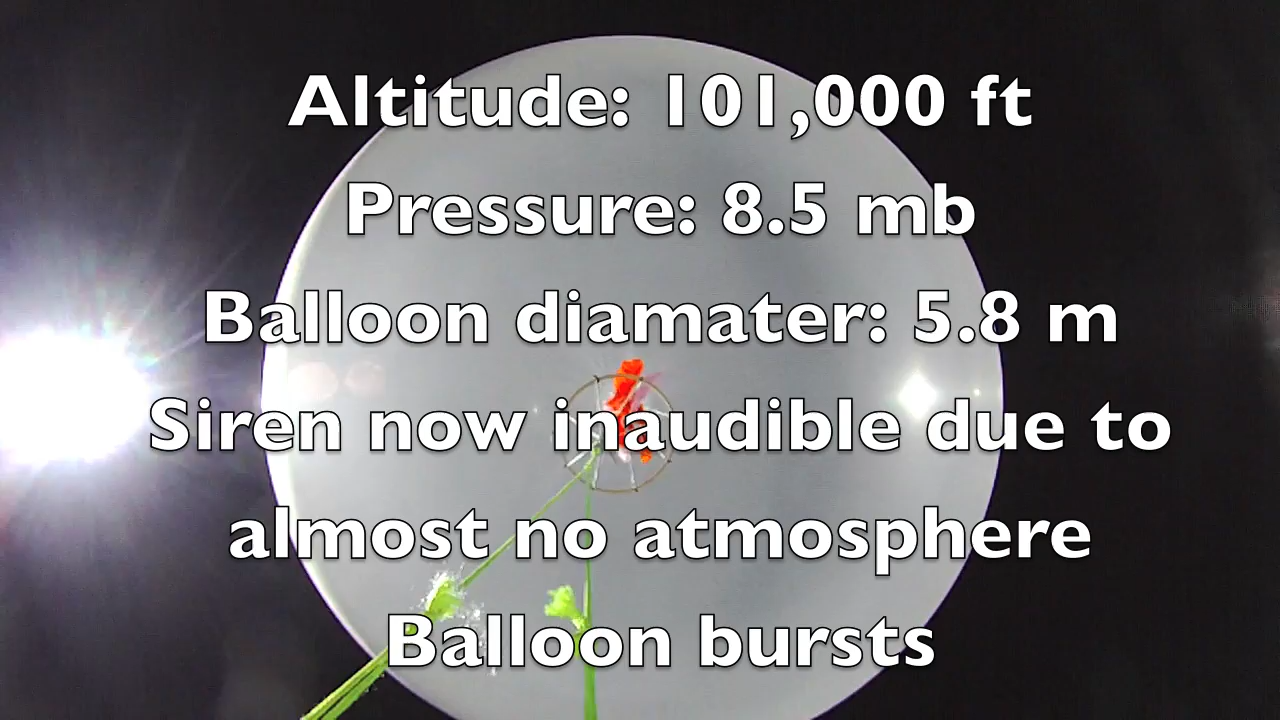 Altitude: 101,000 ft
Pressure: 8.5 mb
Balloon diamater: 5.8 m
Siren now inaudible due to
almost no atmosphere
Balloon bursts